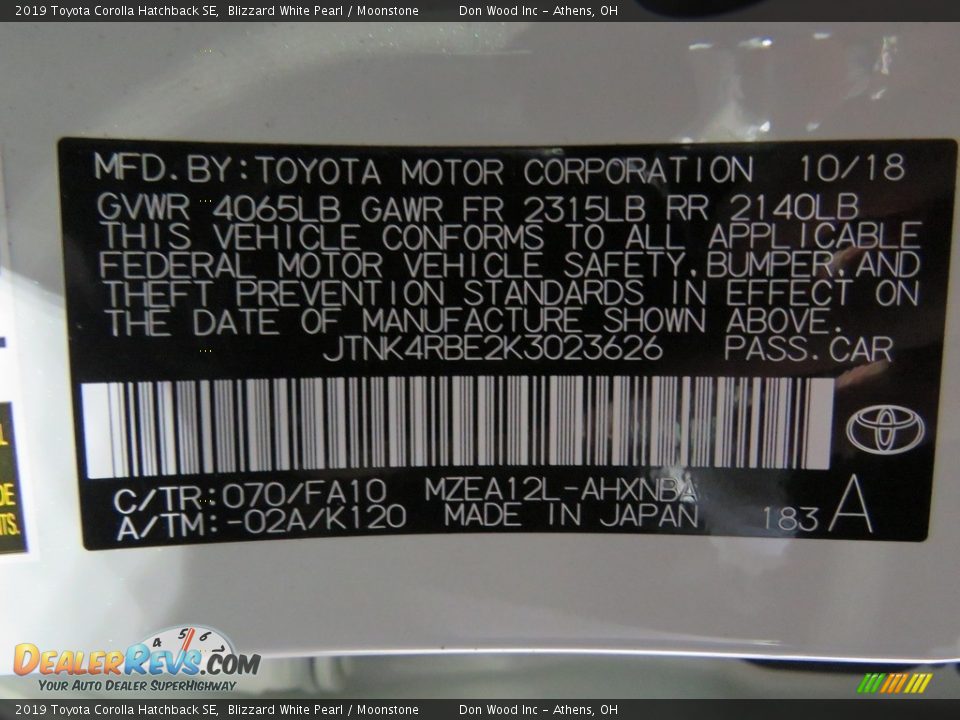 2019 Toyota Corolla Hatchback SE, Blizzard White Pearl / Moonstone Don Wood Inc - Athens, OH
MFD. BY: TOYOTA MOTOR CORPORATION 10/18
GVWR 4065LB GAWR FR 2315LB RR 2140LB
THIS VEHICLE CONFORMS TO ALL APPLICABLE
FEDERAL MOTOR VEHICLE SAFETY, BUMPER, AND
THEFT PREVENTION STANDARDS IN EFFECT ON
THE DATE OF MANUFACTURE SHOWN ABOVE.
JTNK4RBE2K3023626 PASS. CAR
C/TR: 070/FA10 MZEA12L-AHXNBA
A/TM: -02A/K120 MADE IN JAPAN 183 A
4 5 6
DEALERREVS.COM
YOUR AUTO DEALER SUPERHIGHWAY
2019 Toyota Corolla Hatchback SE, Blizzard White Pearl / Moonstone Don Wood Inc - Athens, OH